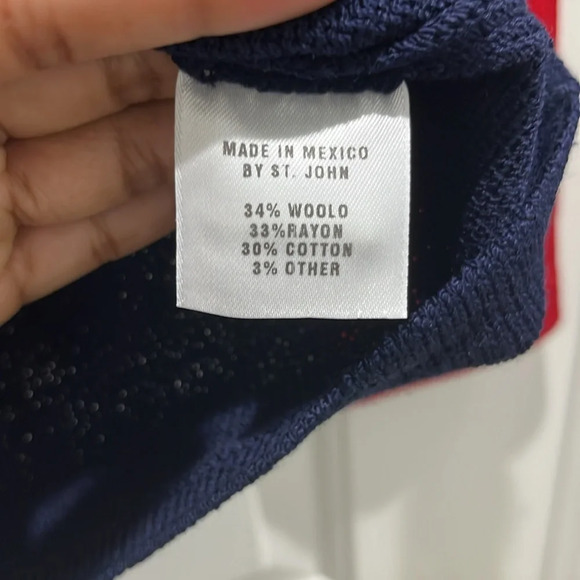 MADE IN MEXICO
BY ST. JOHN
34% WOOLO
33%RAYON
30% COTTON
3% OTHER